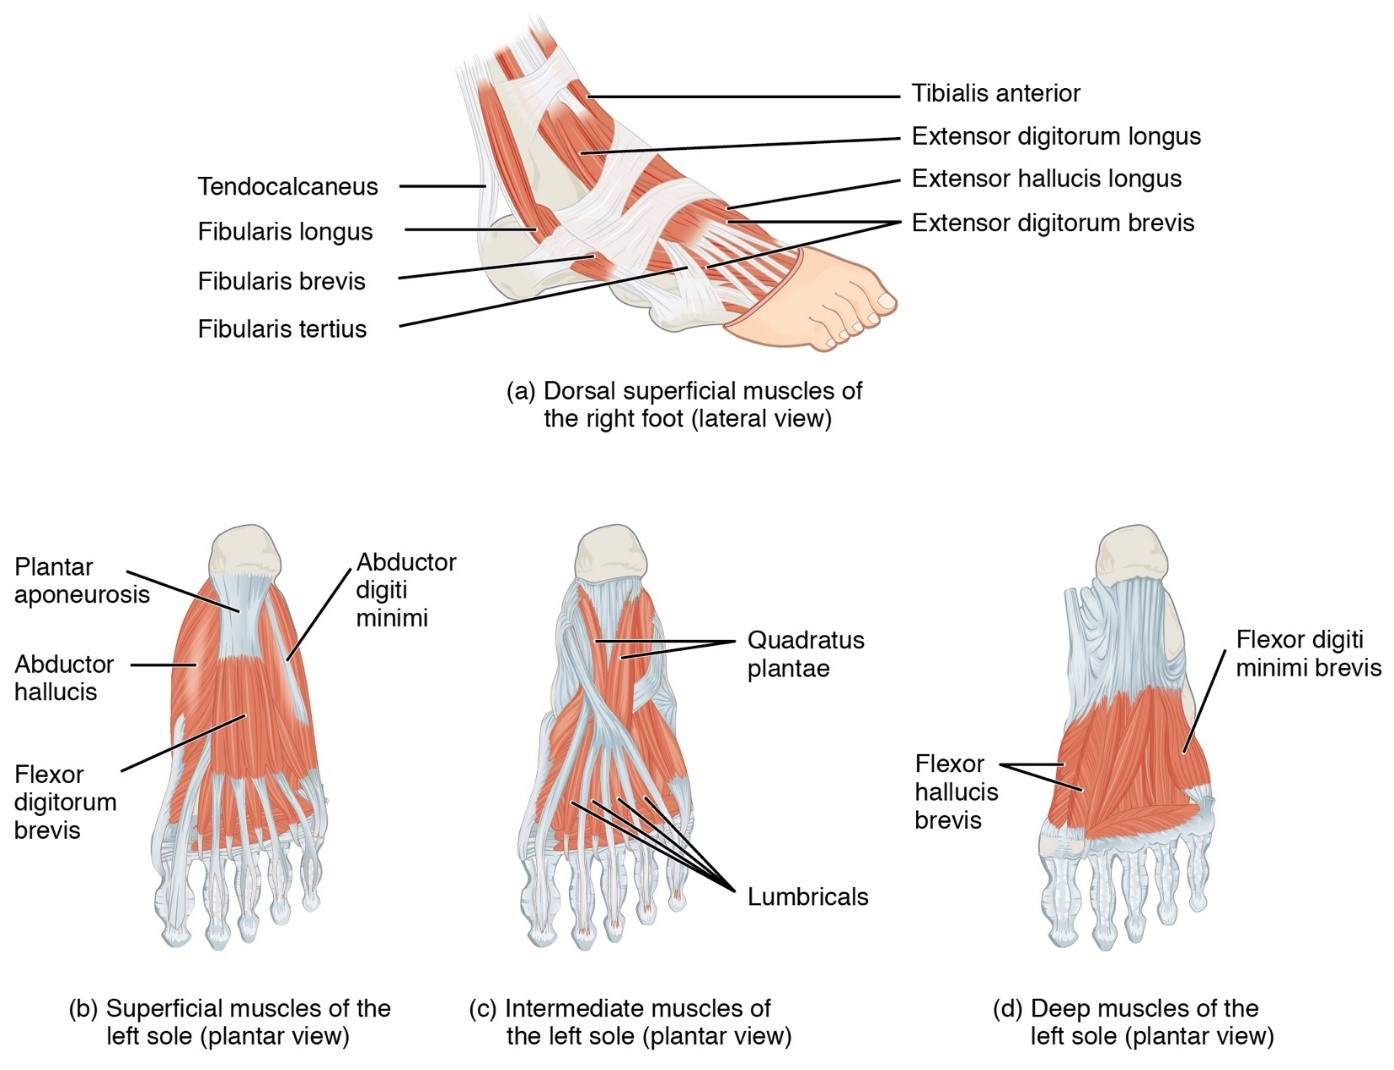 Tibialis anterior
Extensor digitorum longus
Extensor hallucis longus
Extensor digitorum brevis
Tendocalcaneus
Fibularis longus
Fibularis brevis
Fibularis tertius
(a) Dorsal superficial muscles of
the right foot (lateral view)
Plantar
aponeurosis
Abductor
hallucis
Flexor
digitorum
brevis
Abductor
digiti
minimi
(b) Superficial muscles of the
left sole (plantar view)
Quadratus
plantae
Lumbricals
(c) Intermediate muscles of
the left sole (plantar view)
Flexor digiti
minimi brevis
Flexor
hallucis
brevis
(d) Deep muscles of the
left sole (plantar view)